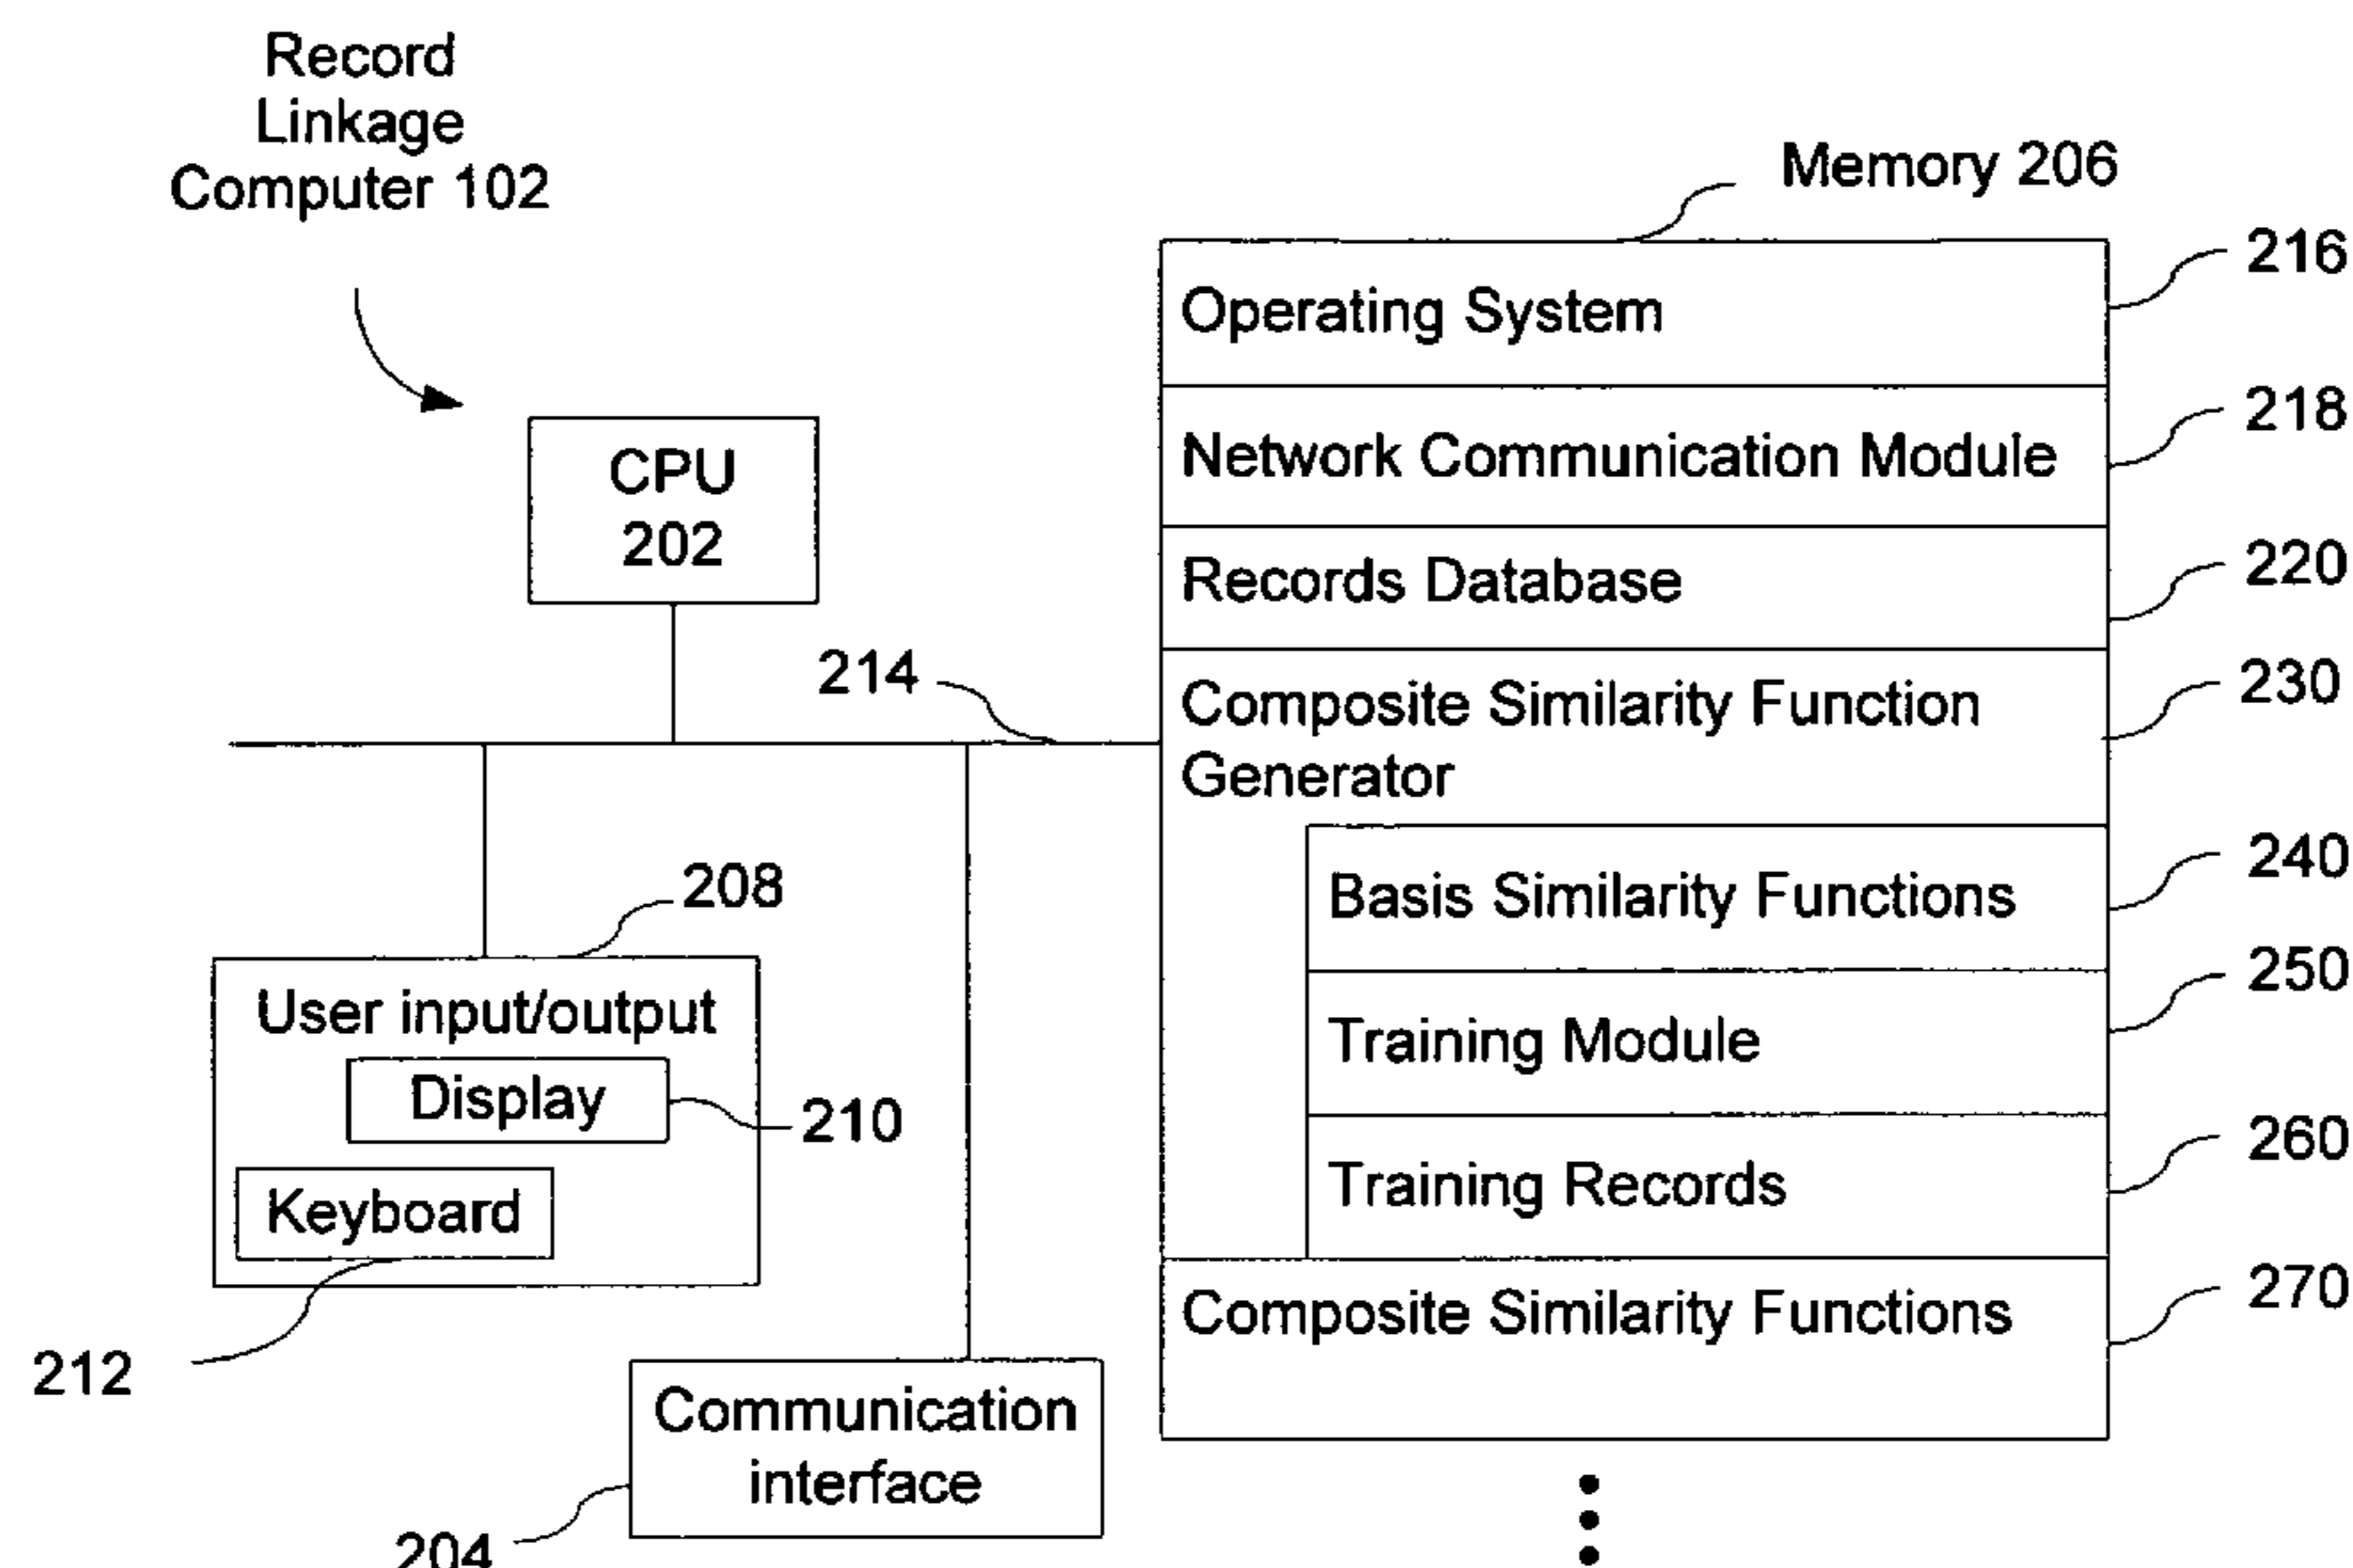 Record
Linkage
Computer 102
Memory 206
216
Operating System
218
Network Communication Module
CPU
202
220
Records Database
214
230
Composite Similarity Function
Generator
240
Basis Similarity Functions
208
250
User input/output
Training Module
Display
210
260
Training Records
Keyboard
270
Composite Similarity Functions
212
Communication
interface
204